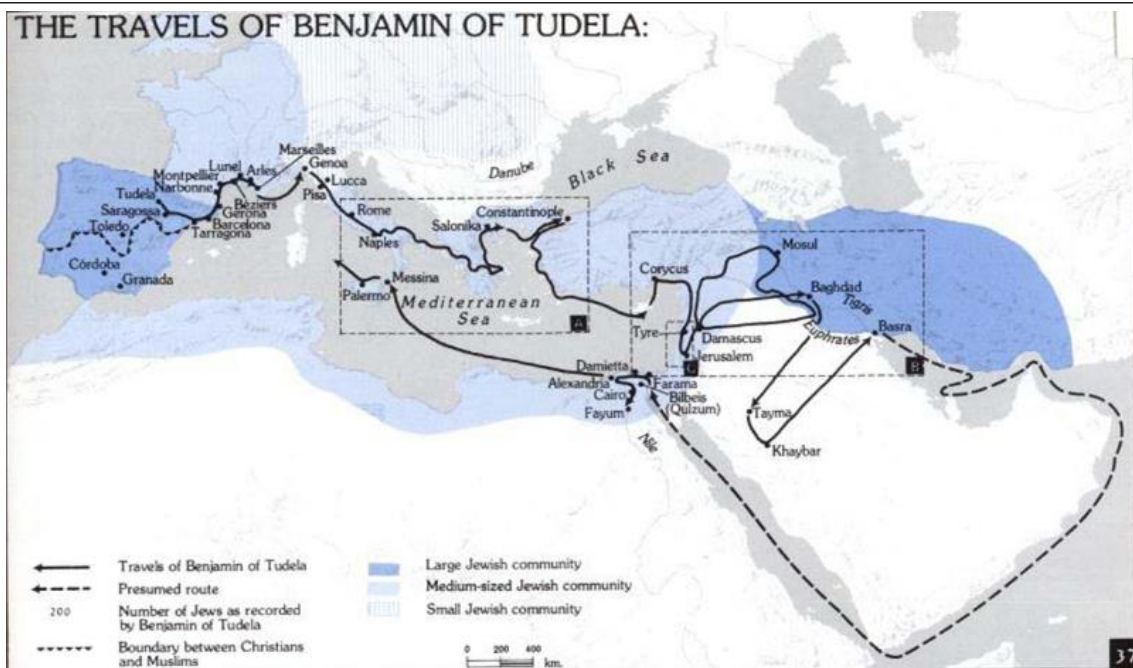 THE TRAVELS OF BENJAMIN OF TUDELA:
Marseilles
Genoa
Lunel
Arles
Montpellier
Narbonne
Lucca
Pisa
Tudela
Béziers
Saragossa
Gerona
Toledo
Barcelona
Tarragona
Córdoba
Granada
Rome
Naples
Danube
Black Sea
Constantinople
Salonika
Messina
Palermo
Mediterranean
Sea
A
Corycus
Mosul
Baghdad
Tigris
Tyre
Damascus
Euphrates
Basra
Jerusalem
C
B
Damietta
Alexandria
Farama
Cairo
Bilbeis
(Qulzum)
Fayum
Tayma
Nile
Khaybar
Travels of Benjamin of Tudela
Presumed route
200
Number of Jews as recorded
by Benjamin of Tudela
Boundary between Christians
and Muslims
Large Jewish community
Medium-sized Jewish community
Small Jewish community
0 200 400
km.
37